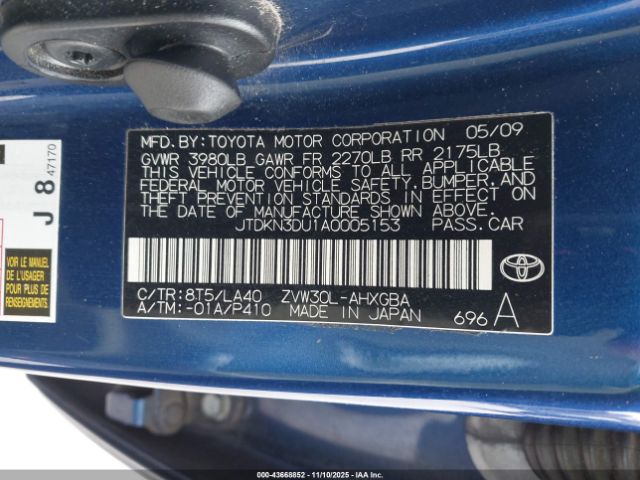 MFD.BY:TOYOTA MOTOR CORPORATION 05/09
GVWR 3980LB GAWR FR 2270LB RR 2175LB
THIS VEHICLE CONFORMS TO ALL APPLICABLE
FEDERAL MOTOR VEHICLE SAFETY,BUMPER,AND
THEFT PREVENTION STANDARDS IN EFFECT ON
THE DATE OF MANUFACTURE SHOWN ABOVE.
JTDKN3DU1A0005153 PASS.CAR
C/TR:8T5/LA40 ZVW30L-AHXGBA
A/TM:-01A/P410 MADE IN JAPAN 696 A
TOYOTA
J 8 47170
VOIR LE MANUEL
DE L'USAGER
POUR PLUS DE
RENSEIGNEMENTS
000-43668852 - 11/10/2025 - IAAI, Inc.